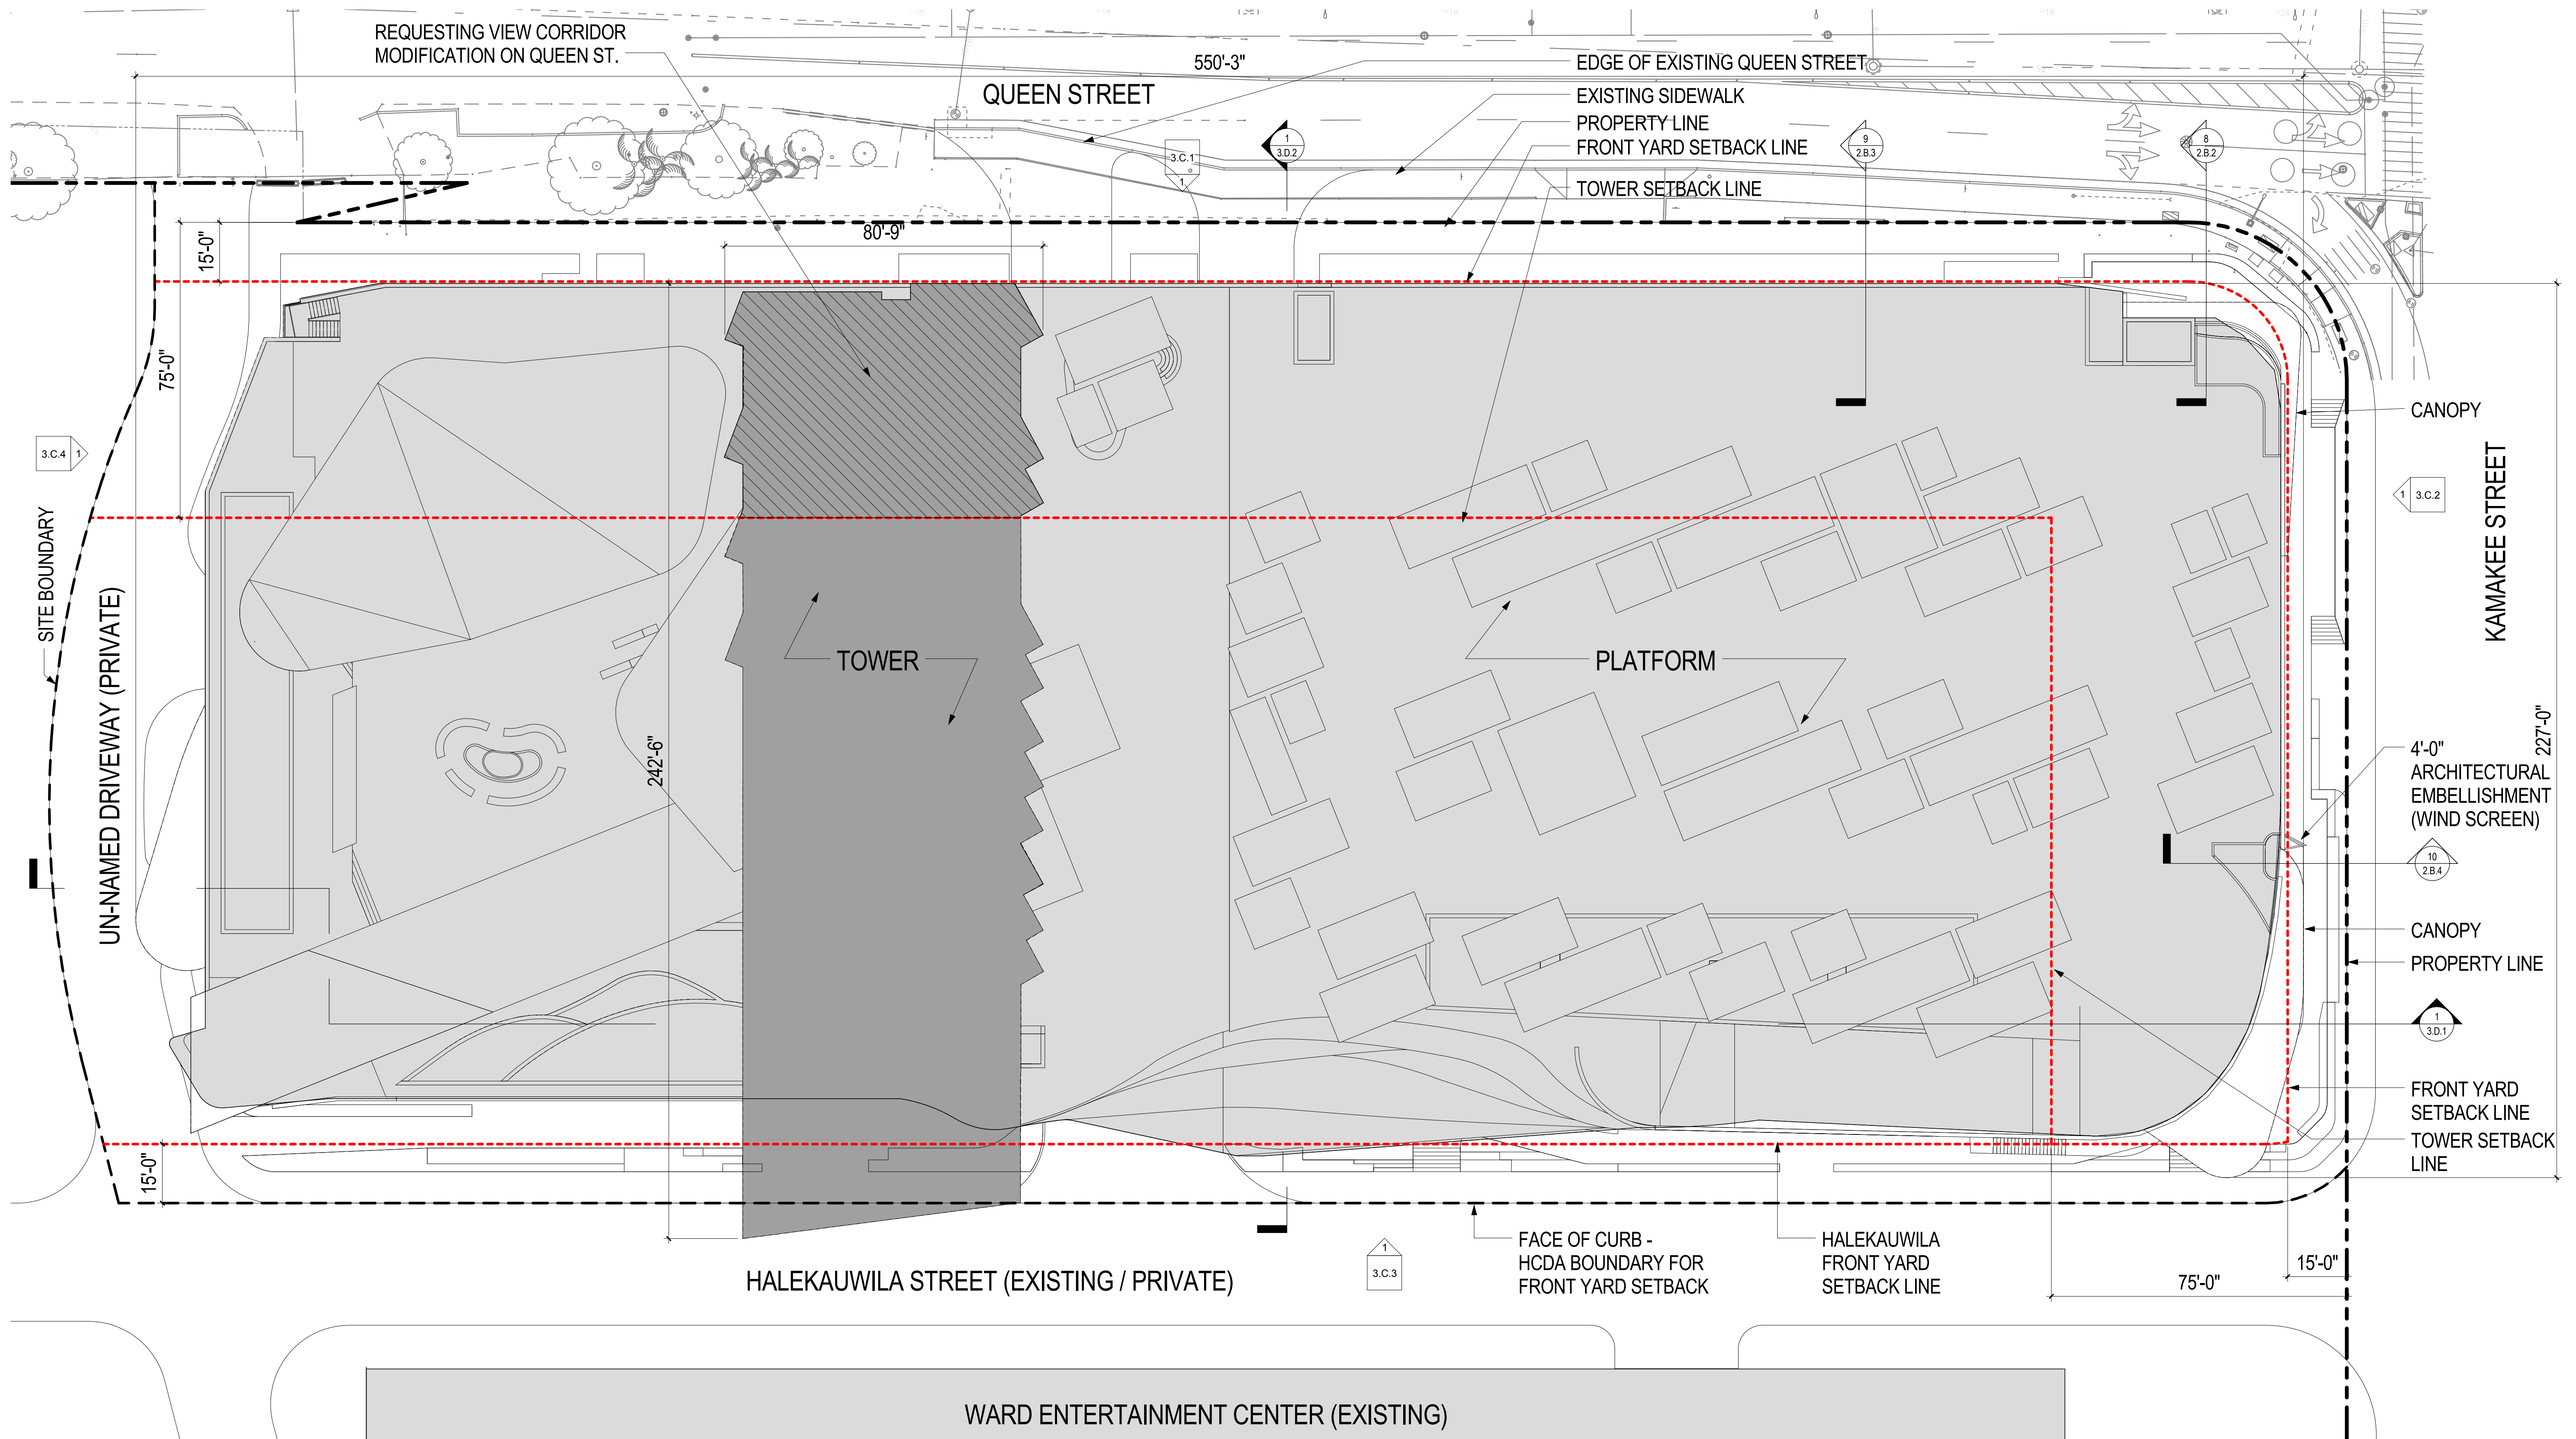 REQUESTING VIEW CORRIDOR
MODIFICATION ON QUEEN ST.
550'-3"
QUEEN STREET
EDGE OF EXISTING QUEEN STREET
EXISTING SIDEWALK
PROPERTY LINE
FRONT YARD SETBACK LINE
TOWER SETBACK LINE
3.C.1
1
1
3.D.2
9
2.B.3
8
2.B.2
80'-9"
15'-0"
75'-0"
3.C.4
1
SITE BOUNDARY
UN-NAMED DRIVEWAY (PRIVATE)
TOWER
PLATFORM
242'-6"
CANOPY
1
3.C.2
KAMAKEE STREET
227'-0"
4'-0"
ARCHITECTURAL
EMBELLISHMENT
(WIND SCREEN)
10
2.B.4
CANOPY
PROPERTY LINE
1
3.D.1
FRONT YARD
SETBACK LINE
TOWER SETBACK
LINE
15'-0"
HALEKAUWILA STREET (EXISTING / PRIVATE)
1
3.C.3
FACE OF CURB -
HCDA BOUNDARY FOR
FRONT YARD SETBACK
HALEKAUWILA
FRONT YARD
SETBACK LINE
75'-0"
15'-0"
WARD ENTERTAINMENT CENTER (EXISTING)